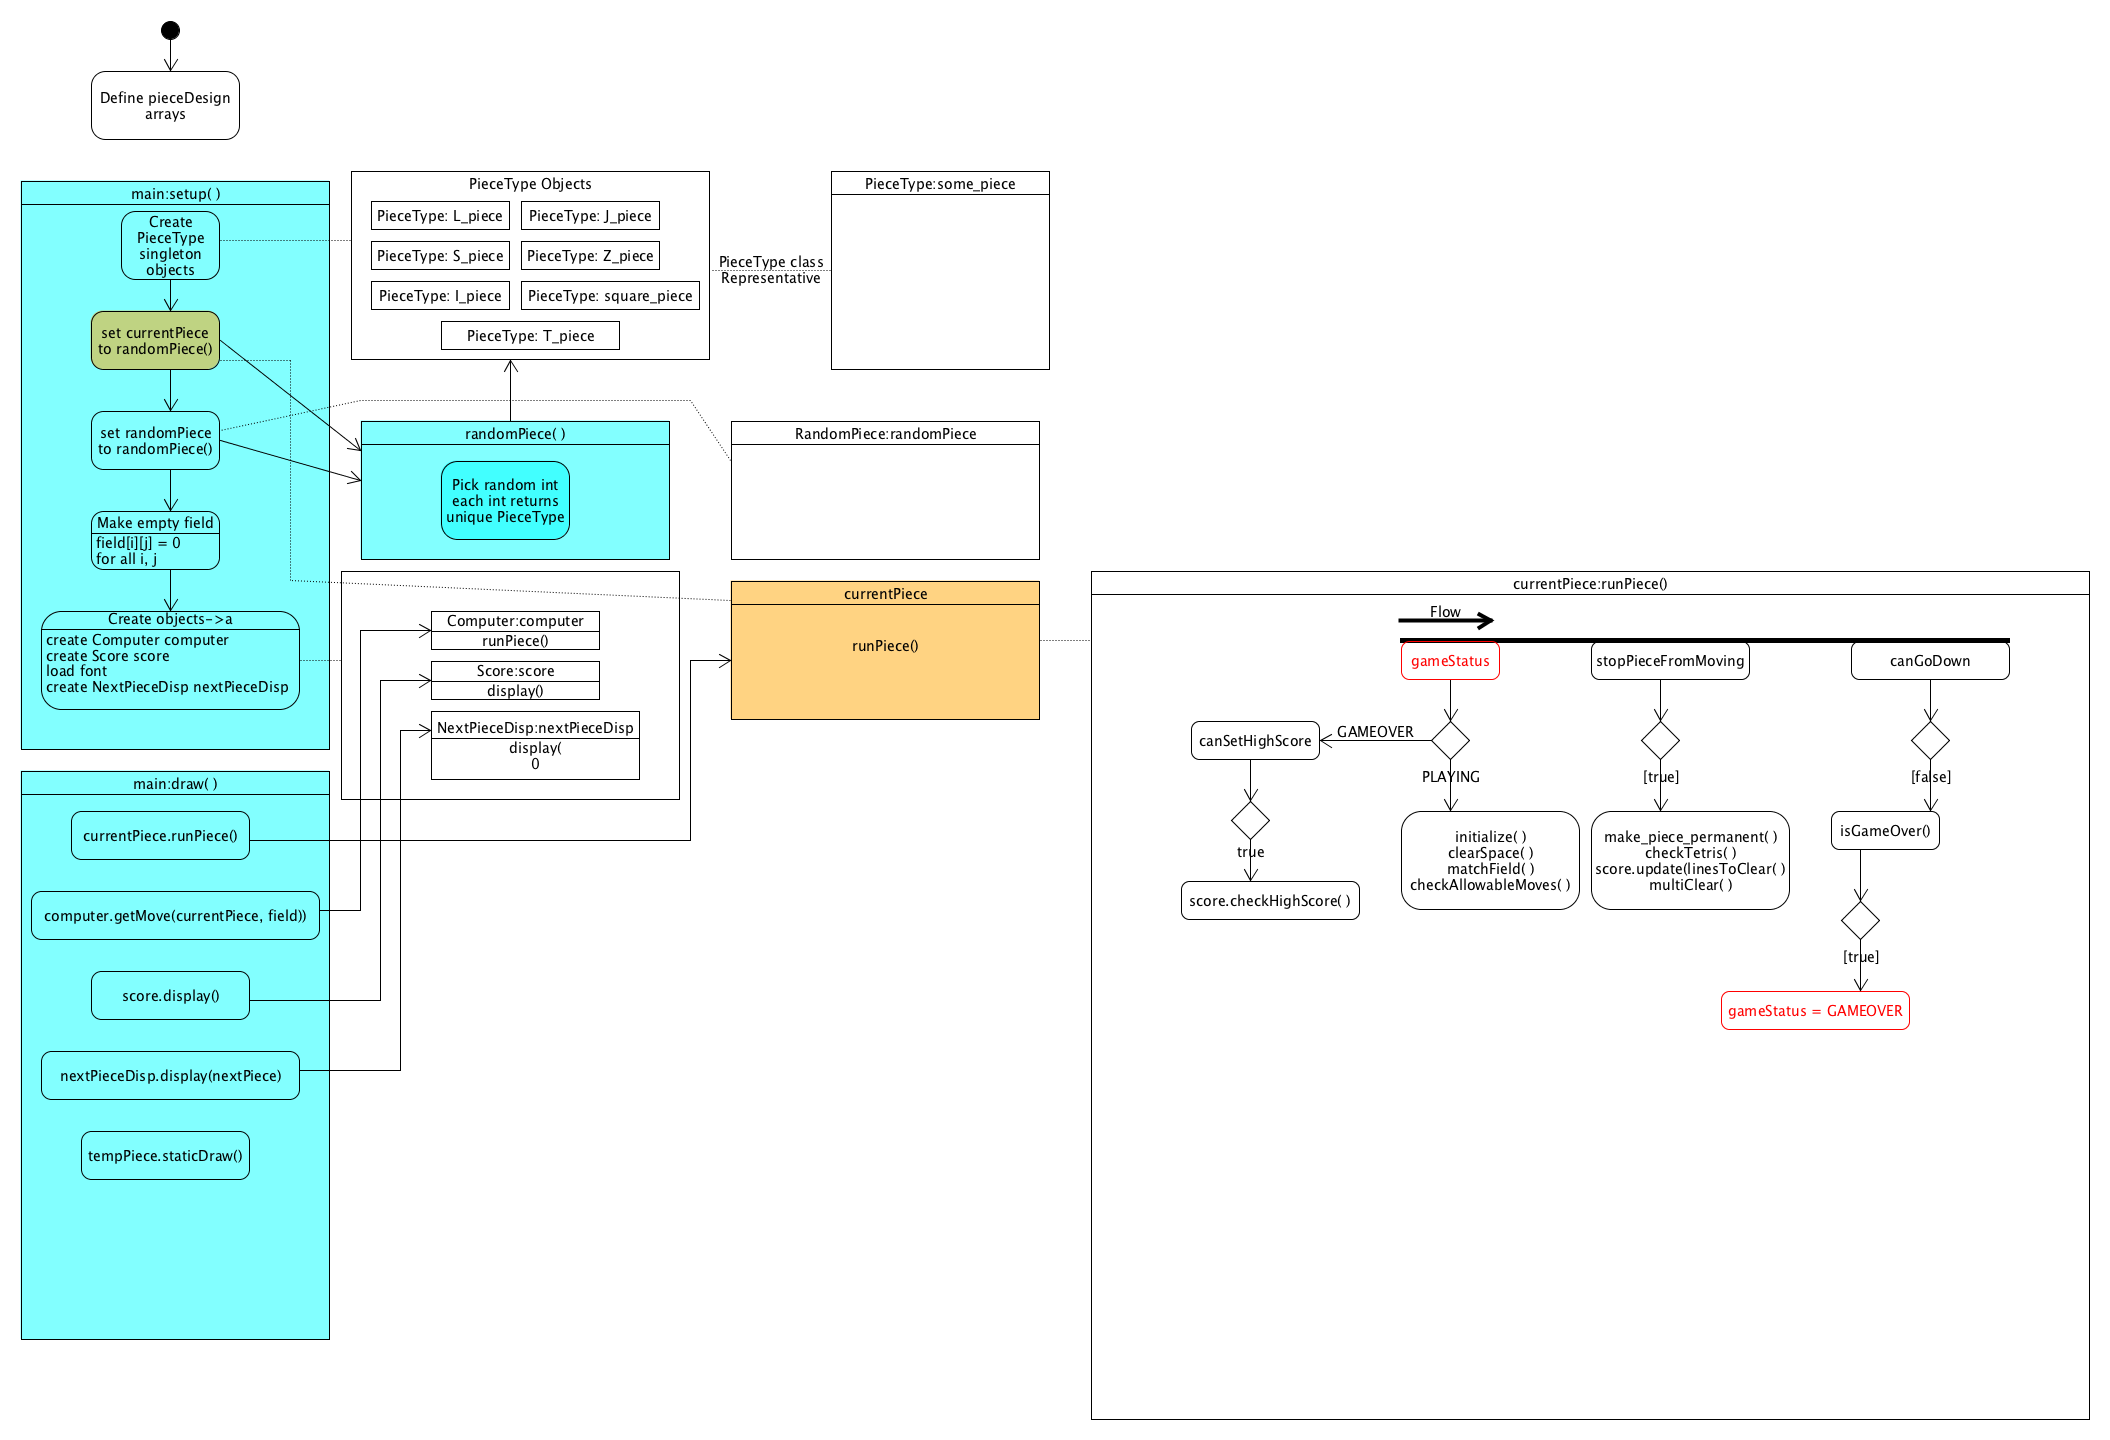 Define pieceDesign
arrays
main:setup( )
Create
PieceType
singleton
objects
set currentPiece
to randomPiece()
set randomPiece
to randomPiece()
Make empty field
field[i][j] = 0
for all i, j
Create objects->a
create Computer computer
create Score score
load font
create NextPieceDisp nextPieceDisp
PieceType Objects
PieceType: L_piece
PieceType: J_piece
PieceType: S_piece
PieceType: Z_piece
PieceType: I_piece
PieceType: square_piece
PieceType: T_piece
PieceType class
Representative
PieceType:some_piece
randomPiece( )
Pick random int
each int returns
unique PieceType
RandomPiece:randomPiece
Computer:computer
runPiece()
Score:score
display()
NextPieceDisp:nextPieceDisp
display(
0
currentPiece
runPiece()
main:draw( )
currentPiece.runPiece()
computer.getMove(currentPiece, field))
score.display()
nextPieceDisp.display(nextPiece)
tempPiece.staticDraw()
currentPiece:runPiece()
Flow
gameStatus
stopPieceFromMoving
canGoDown
canSetHighScore
GAMEOVER
PLAYING
[true]
[false]
true
score.checkHighScore( )
initialize( )
clearSpace( )
matchField( )
checkAllowableMoves( )
make_piece_permanent( )
checkTetris( )
score.update(linesToClear( )
multiClear( )
isGameOver()
[true]
gameStatus = GAMEOVER